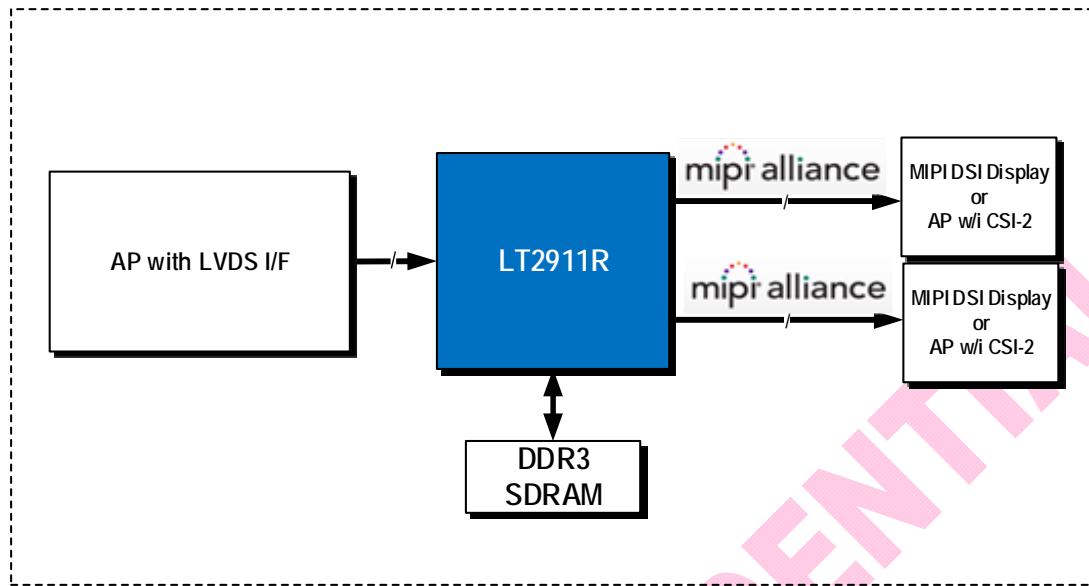 mipi alliance
MIPI DSI Display
or
AP w/i CSI-2
AP with LVDS I/F
LT2911R
mipi alliance
MIPI DSI Display
or
AP w/i CSI-2
DDR3
SDRAM
ENTIA